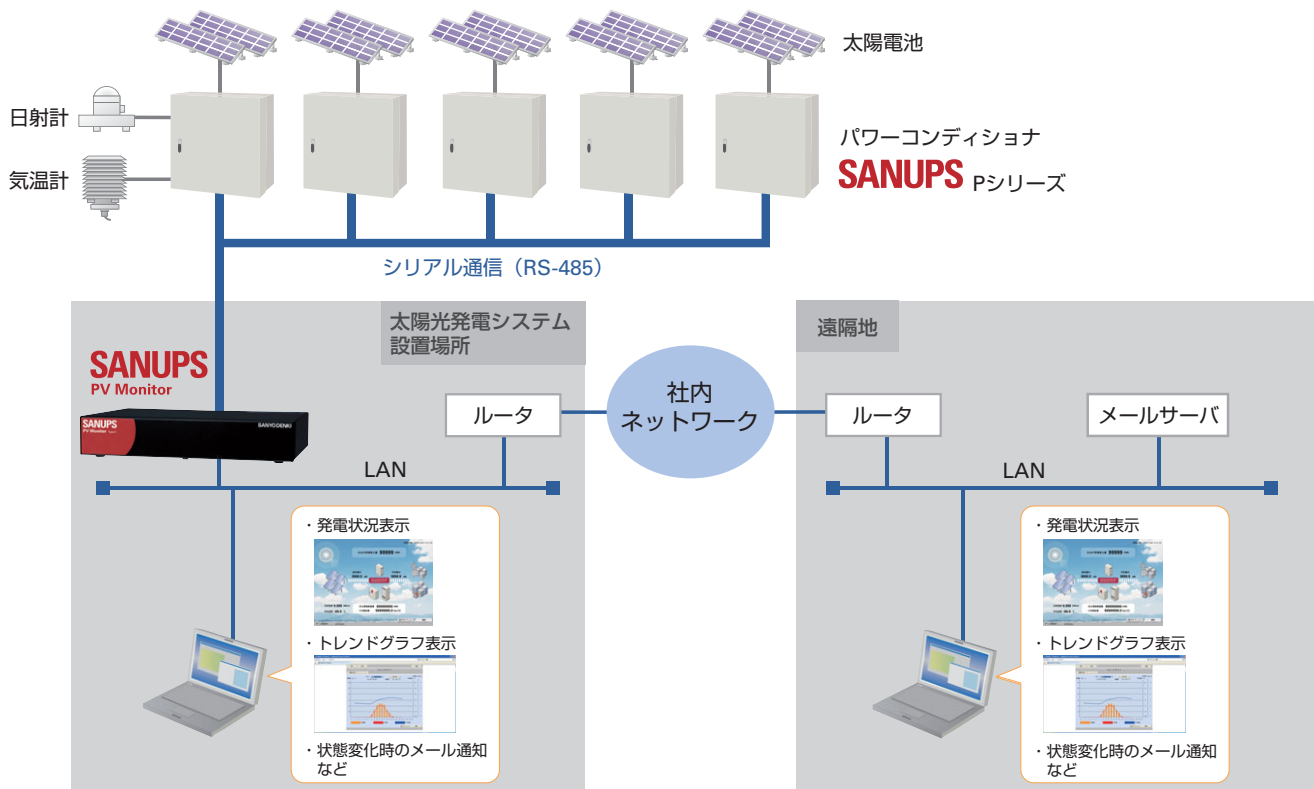 太陽電池
日射計
気温計
パワーコンディショナ
SANUPS Pシリーズ
シリアル通信（RS-485）
太陽光発電システム
設置場所
遠隔地
SANUPS
PV Monitor
SANUPS
PV Monitor
SANYO DENKI
ルータ
社内
ネットワーク
ルータ
メールサーバ
LAN
LAN
・発電状況表示
・トレンドグラフ表示
・状態変化時のメール通知
など
・発電状況表示
・トレンドグラフ表示
・状態変化時のメール通知
など